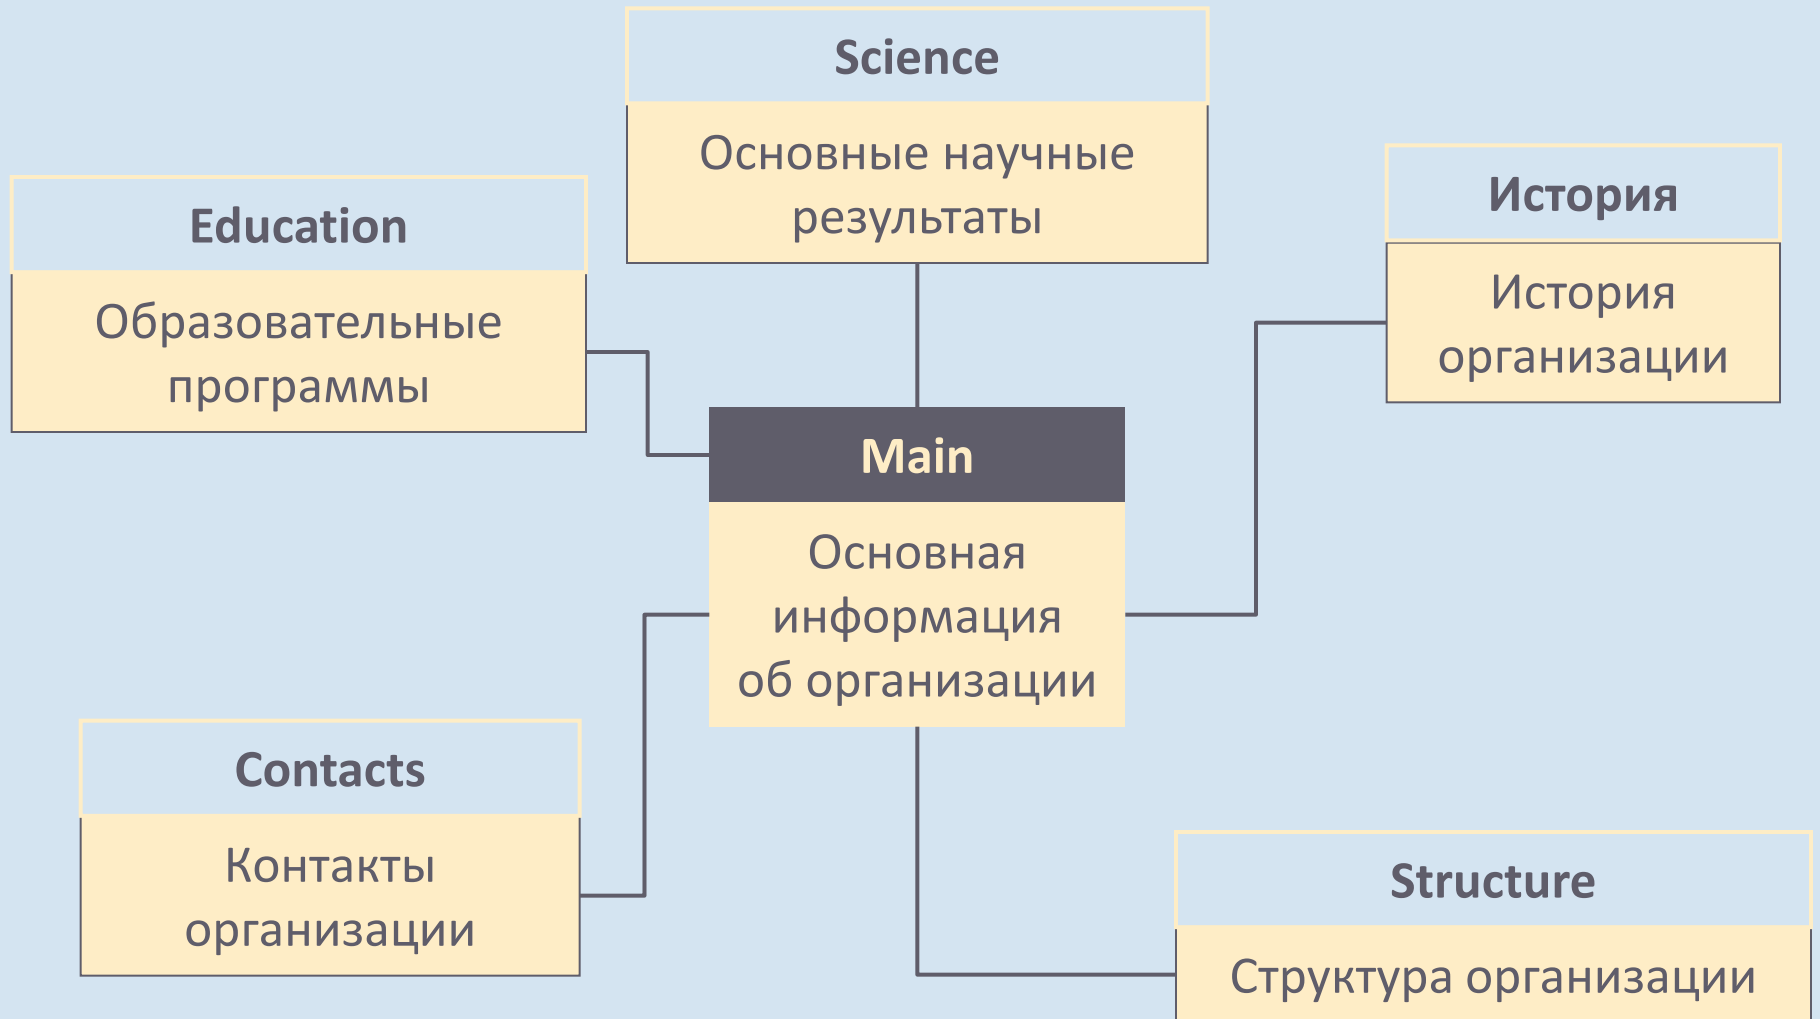 Science
Основные научные
результаты
Education
Образовательные
программы
История
История
организации
Main
Основная
информация
об организации
Contacts
Контакты
организации
Structure
Структура организации